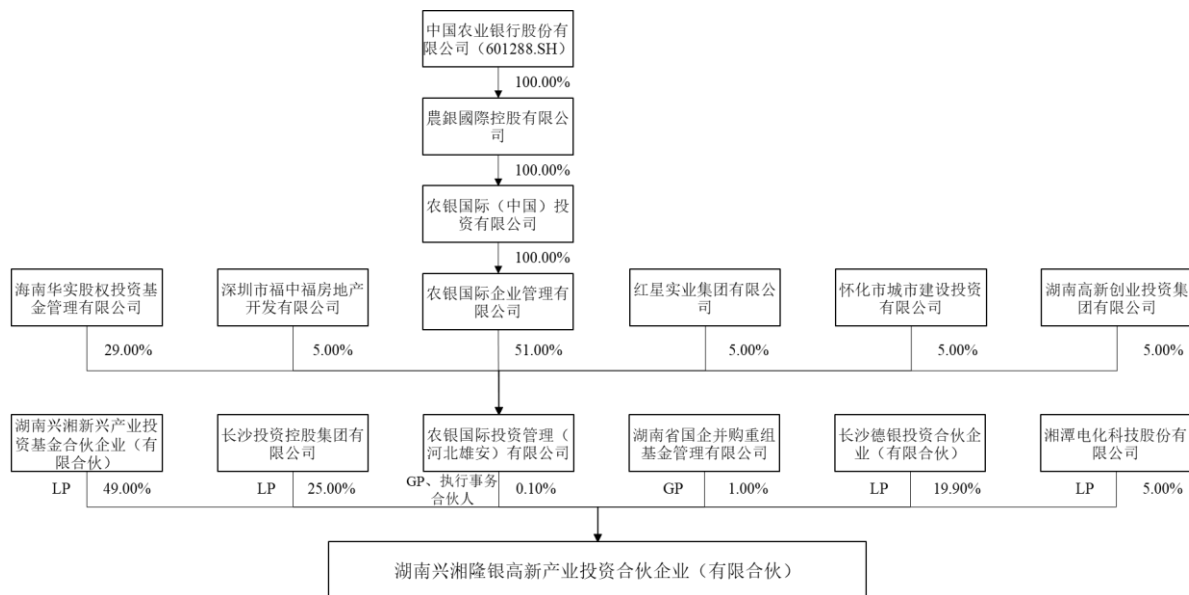 中国农业银行股份有
限公司（601288.SH）
100.00%
農銀國際控股有限公
司
100.00%
农银国际（中国）投
资有限公司
100.00%
海南华实股权投资基
金管理有限公司
深圳市福中福房地产
开发有限公司
农银国际企业管理有
限公司
红星实业集团有限公
司
怀化市城市建设投资
有限公司
湖南高新创业投资集
团有限公司
29.00%
5.00%
51.00%
5.00%
5.00%
5.00%
湖南兴湘新兴产业投
资基金合伙企业（有
限合伙）
长沙投资控股集团有
限公司
农银国际投资管理（
河北雄安）有限公司
湖南省国企并购重组
基金管理有限公司
长沙德银投资合伙企
业（有限合伙）
湘潭电化科技股份有
限公司
LP
49.00%
LP
25.00%
GP、执行事务
合伙人
0.10%
GP
1.00%
LP
19.90%
LP
5.00%
湖南兴湘隆银高新产业投资合伙企业（有限合伙）